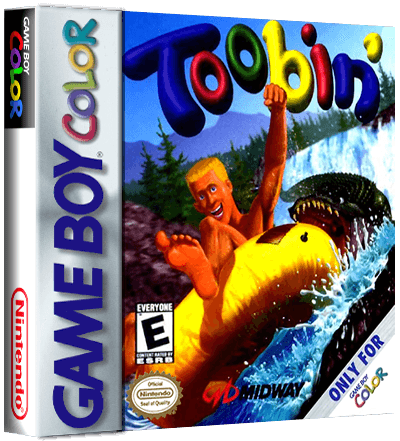 GAME BOY
COLOR
Nintendo
GAME BOY COLOR
Toobin'
EVERYONE
E
CONTENT RATED BY
ESRB
Official
Nintendo
Seal of Quality
MIDWAY
ONLY FOR
GAME BOY
COLOR